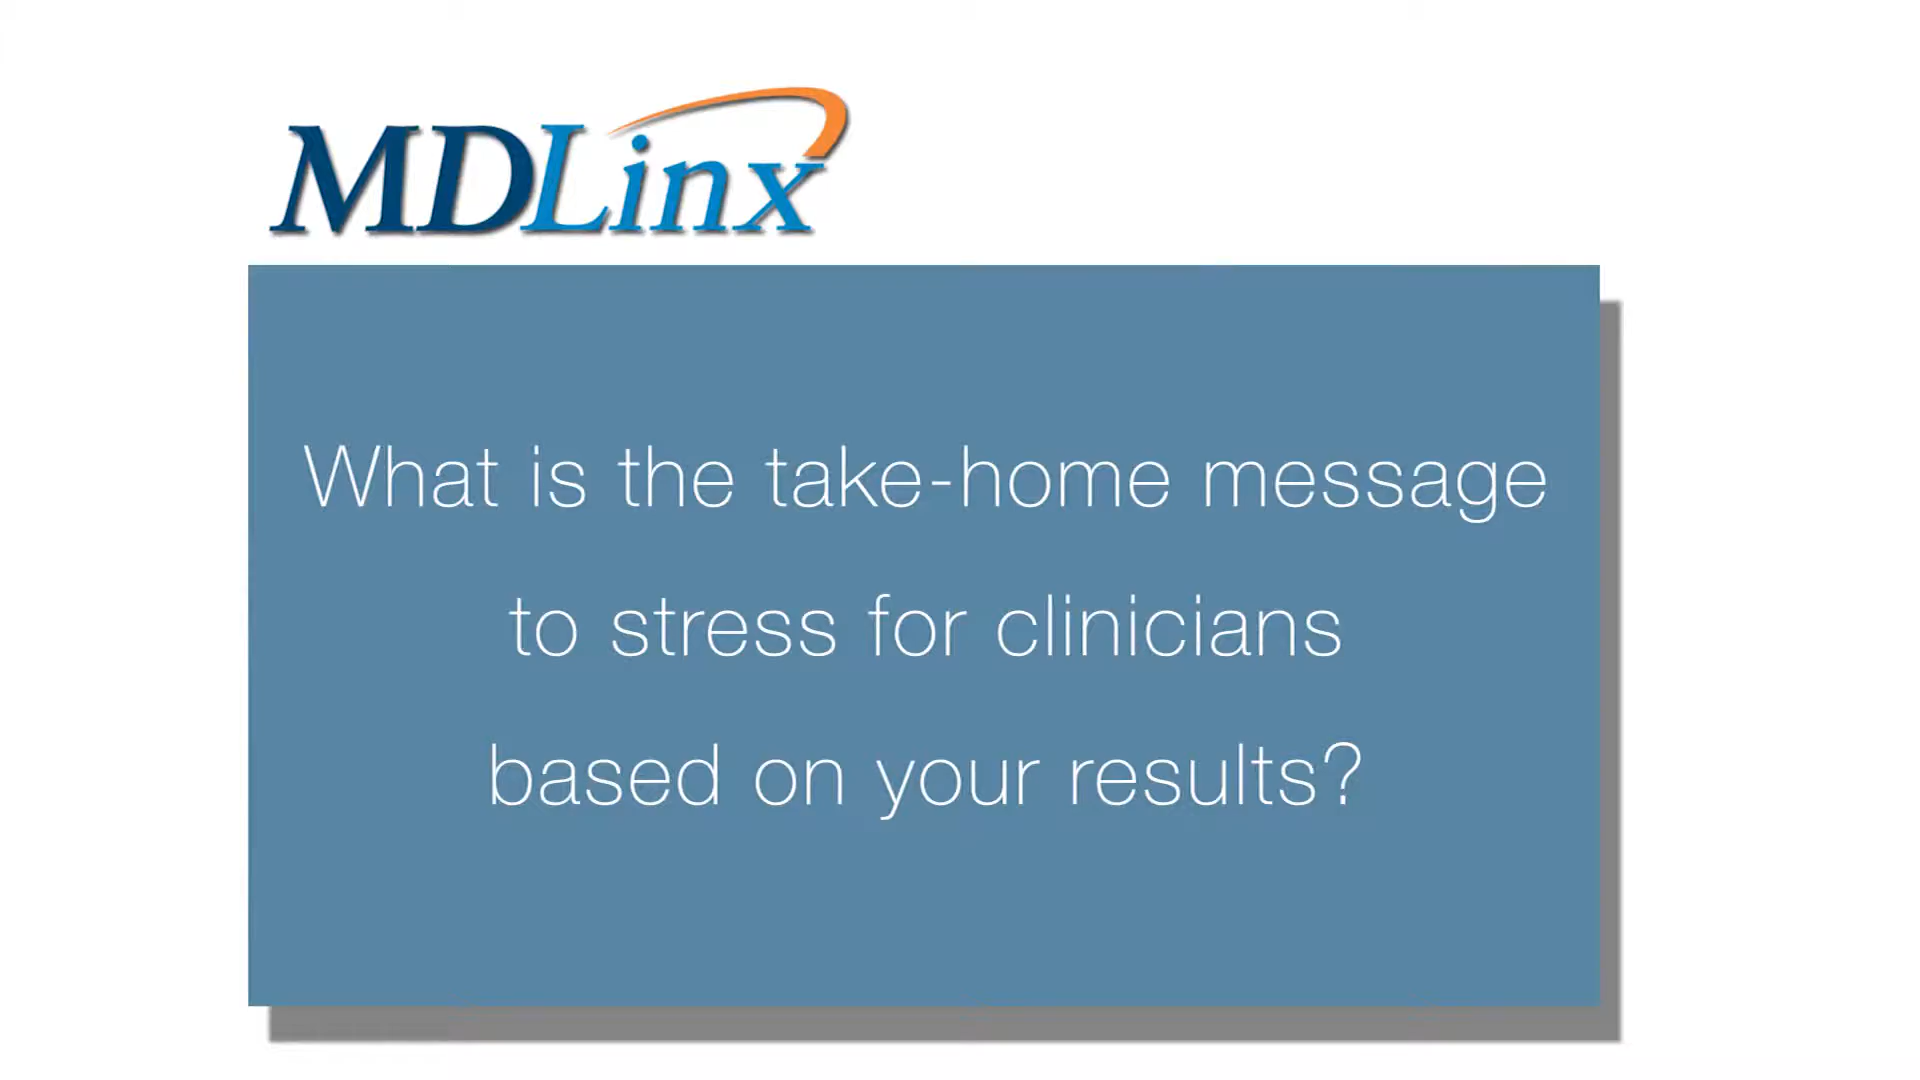 MDLinx
What is the take-home message
to stress for clinicians
based on your results?